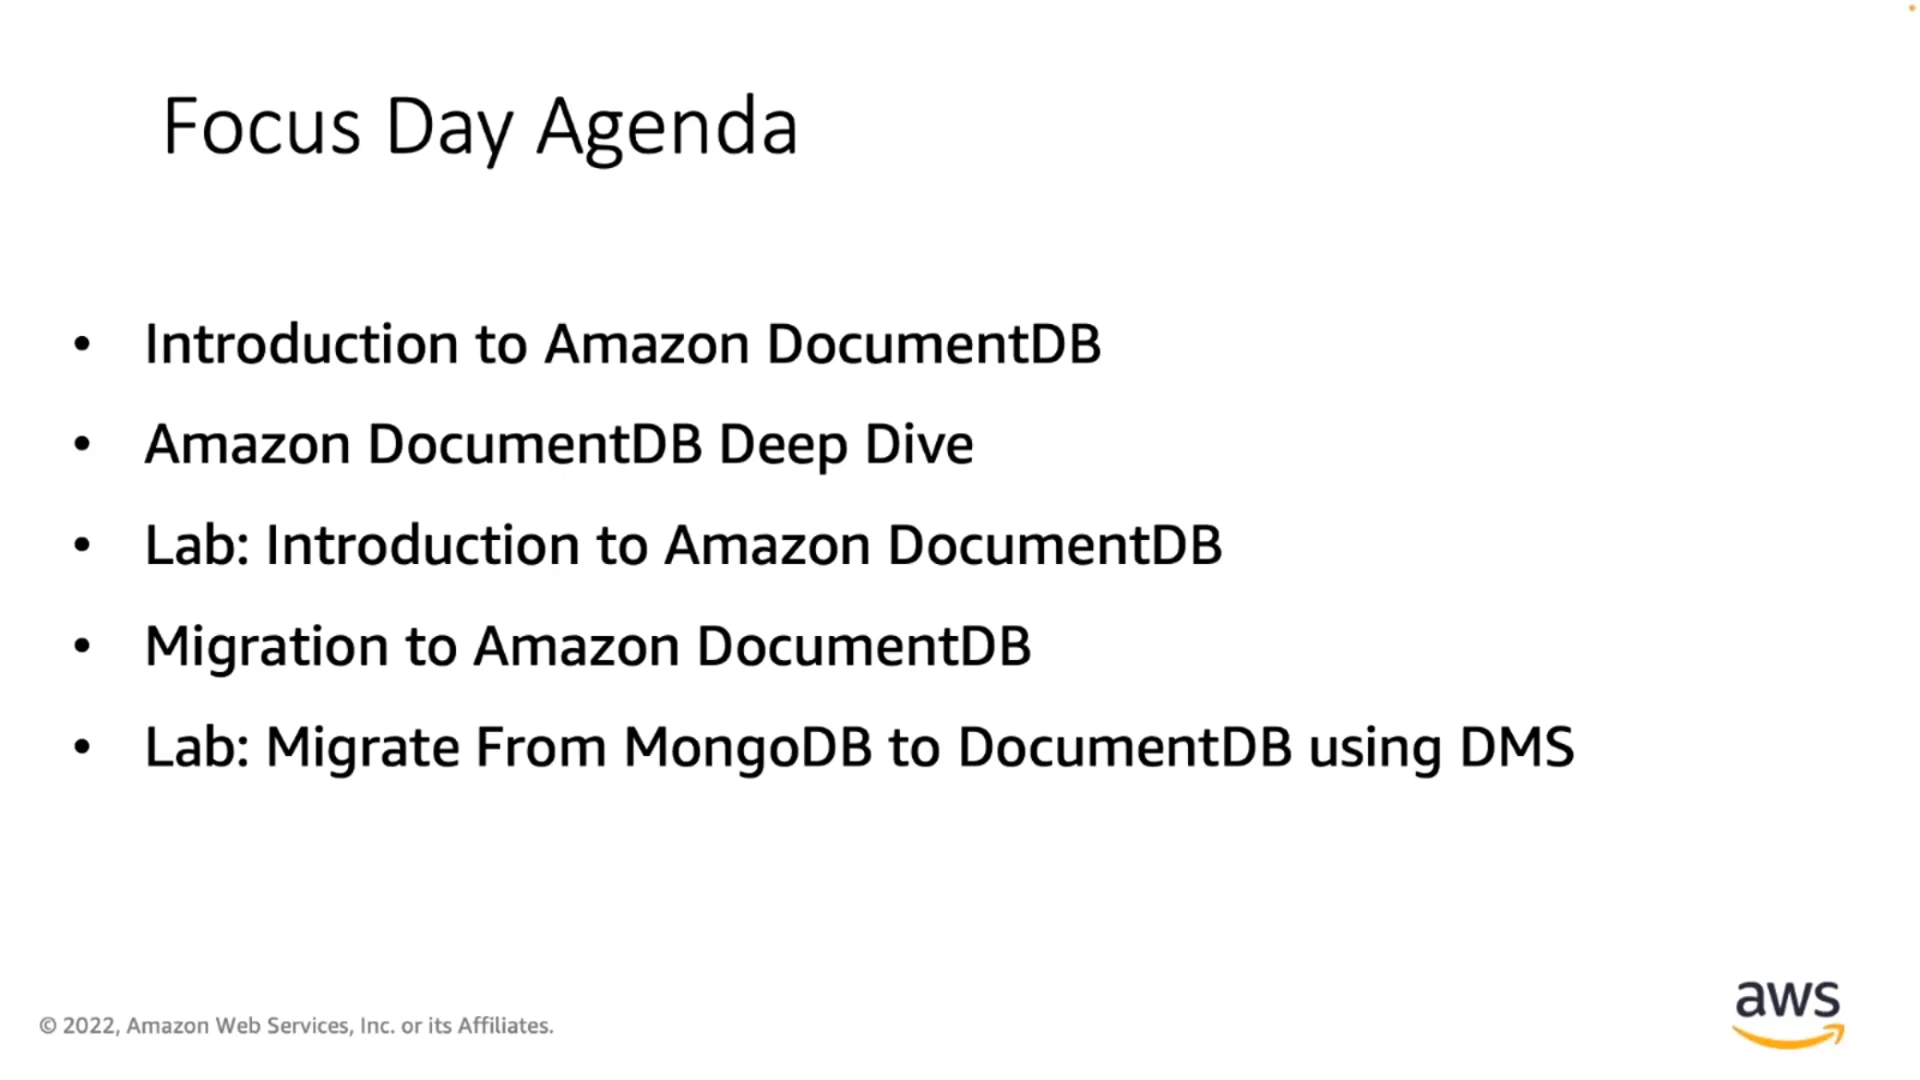 Focus Day Agenda
• Introduction to Amazon DocumentDB
• Amazon DocumentDB Deep Dive
• Lab: Introduction to Amazon DocumentDB
• Migration to Amazon DocumentDB
• Lab: Migrate From MongoDB to DocumentDB using DMS
© 2022, Amazon Web Services, Inc. or its Affiliates.
aws